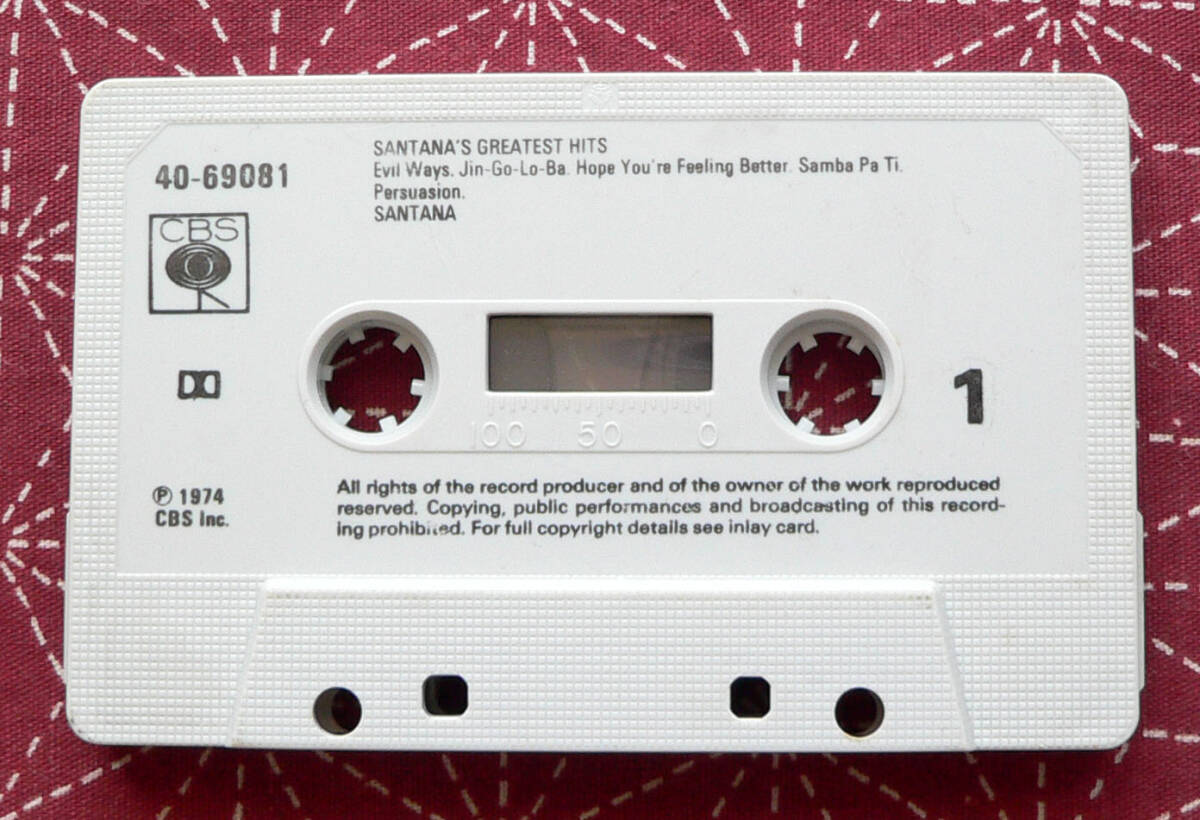 SANTANA'S GREATEST HITS
Evil Ways. Jin-Go-Lo-Ba. Hope You're Feeling Better. Samba Pa Ti.
Persuasion.
SANTANA
40-69081
CBS
1
100 50 0
℗ 1974
CBS Inc.
All rights of the record producer and of the owner of the work reproduced
reserved. Copying, public performances and broadcasting of this record-
ing prohibited. For full copyright details see inlay card.